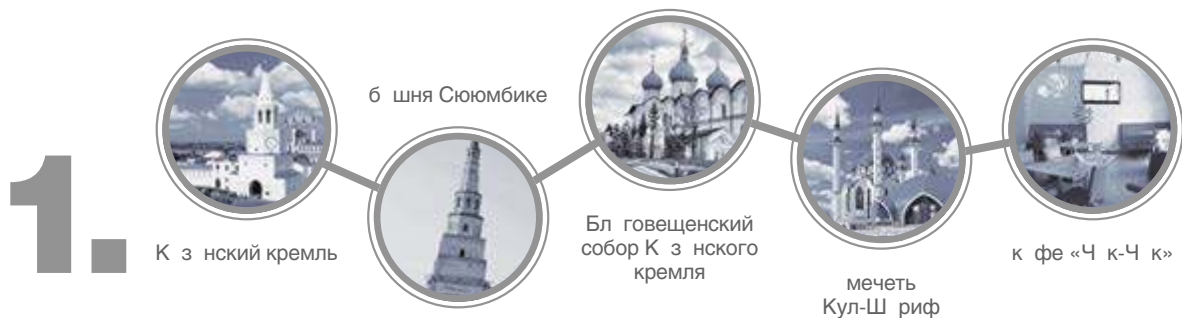 1.
К з нский кремль
б шня Сююмбике
Бл говещенский
собор К з нского
кремля
мечеть
Кул-Ш риф
к фе «Ч к-Ч к»